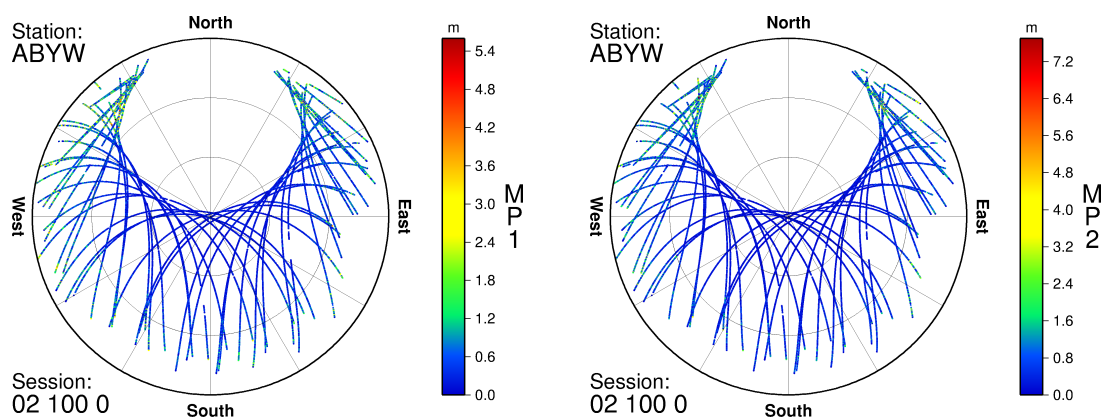 Station:
ABYW
North
West
East
South
Session:
02 100 0
m
5.4
4.8
4.2
3.6
3.0
2.4
1.8
1.2
0.6
0.0
M
P
1
Station:
ABYW
North
West
East
South
Session:
02 100 0
m
7.2
6.4
5.6
4.8
4.0
3.2
2.4
1.6
0.8
0.0
M
P
2